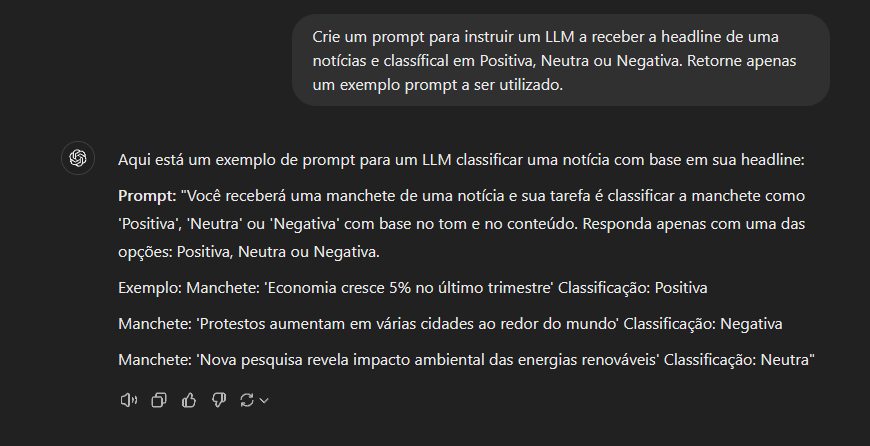 Crie um prompt para instruir um LLM a receber a headline de uma
notícias e classífical em Positiva, Neutra ou Negativa. Retorne apenas
um exemplo prompt a ser utilizado.
Aqui está um exemplo de prompt para um LLM classificar uma notícia com base em sua headline:
Prompt: "Você receberá uma manchete de uma notícia e sua tarefa é classificar a manchete como
'Positiva', 'Neutra' ou 'Negativa' com base no tom e no conteúdo. Responda apenas com uma das
opções: Positiva, Neutra ou Negativa.
Exemplo: Manchete: 'Economia cresce 5% no último trimestre' Classificação: Positiva
Manchete: 'Protestos aumentam em várias cidades ao redor do mundo' Classificação: Negativa
Manchete: 'Nova pesquisa revela impacto ambiental das energias renováveis' Classificação: Neutra"